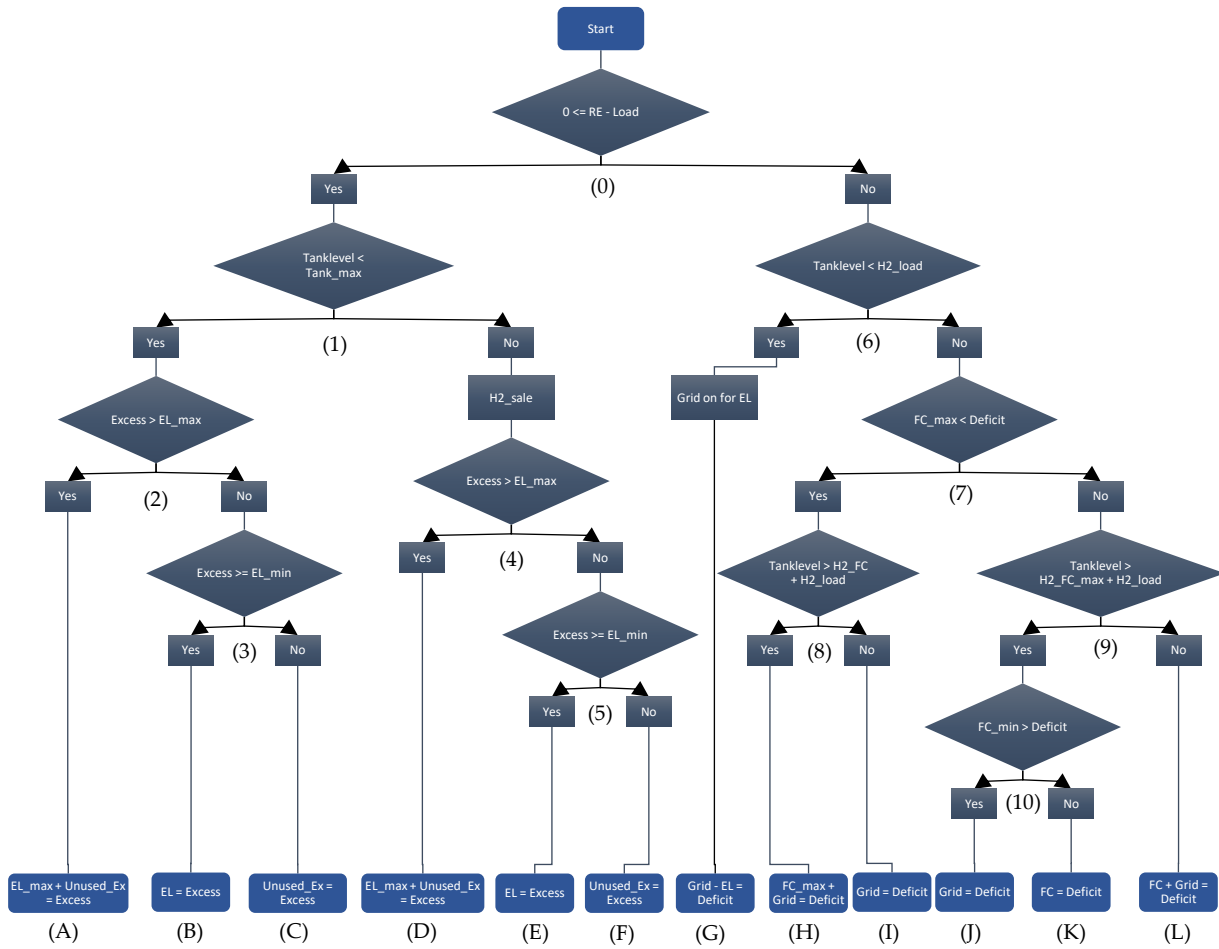 Start
0 <= RE - Load
(0)
Yes
No
Tanklevel <
Tank_max
Tanklevel < H2_load
(1)
(6)
Yes
No
Yes
No
H2_sale
Grid on for EL
Excess > EL_max
FC_max < Deficit
Excess > EL_max
(2)
(7)
Yes
No
Yes
No
(4)
Yes
No
Excess >= EL_min
Tanklevel > H2_FC
+ H2_load
Tanklevel >
H2_FC_max + H2_load
Excess >= EL_min
(3)
(8)
(9)
Yes
No
Yes
No
Yes
No
(5)
Yes
No
FC_min > Deficit
(10)
Yes
No
EL_max + Unused_Ex
= Excess
EL = Excess
Unused_Ex =
Excess
EL_max + Unused_Ex
= Excess
EL = Excess
Unused_Ex =
Excess
Grid - EL =
Deficit
FC_max +
Grid = Deficit
Grid = Deficit
Grid = Deficit
FC = Deficit
FC + Grid =
Deficit
(A)
(B)
(C)
(D)
(E)
(F)
(G)
(H)
(I)
(J)
(K)
(L)